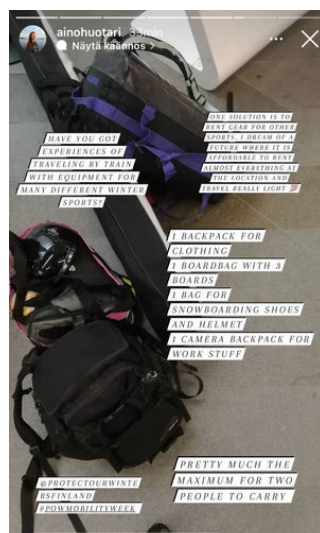 ainohuotari 33min
Näytä käännös >
ONE SOLUTION IS TO
RENT GEAR FOR OTHER
SPORTS. I DREAM OF A
FUTURE WHERE IT IS
AFFORDABLE TO RENT
ALMOST EVERYTHING AT
THE LOCATION AND
TRAVEL REALLY LIGHT
HAVE YOU GOT
EXPERIENCES OF
TRAVELING BY TRAIN
WITH EQUIPMENT FOR
MANY DIFFERENT WINTER
SPORTS?
1 BACKPACK FOR
CLOTHING
1 BOARDBAG WITH 3
BOARDS
1 BAG FOR
SNOWBOARDING SHOES
AND HELMET
1 CAMERA BACKPACK FOR
WORK STUFF
PRETTY MUCH THE
MAXIMUM FOR TWO
PEOPLE TO CARRY
@PROTECTOURWINTE
RSFINLAND
#POWMOBILITYWEEK